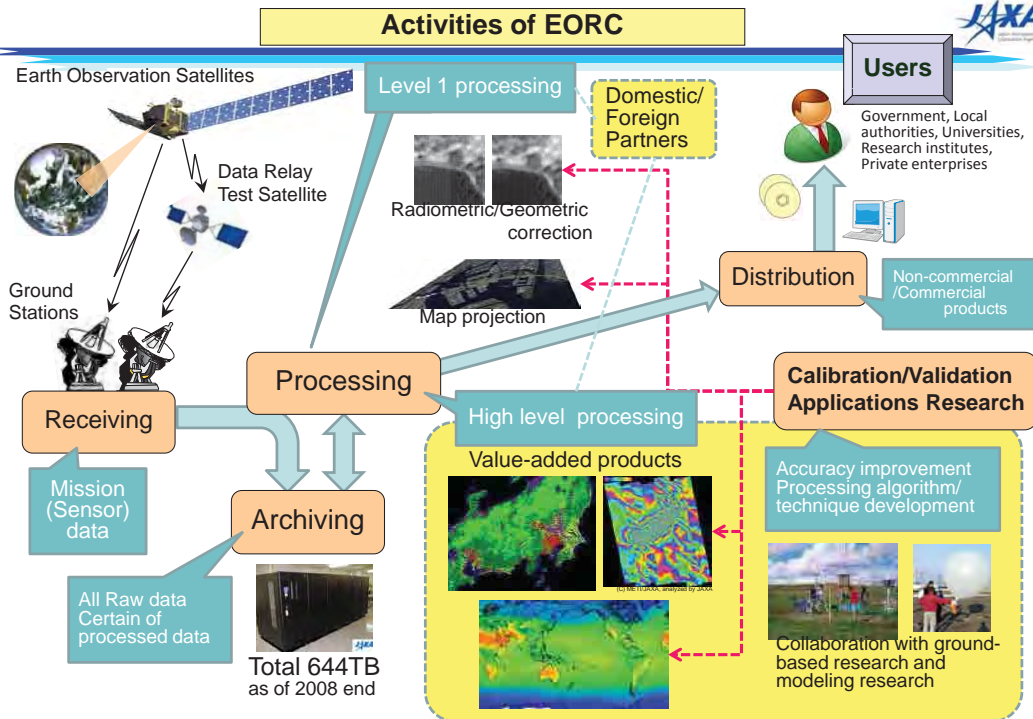 Activities of EORC
JAXA
Earth Observation Satellites
Data Relay
Test Satellite
Ground
Stations
Receiving
Mission
(Sensor)
data
Level 1 processing
Radiometric/Geometric
correction
Map projection
Domestic/
Foreign
Partners
Users
Government, Local
authorities, Universities,
Research institutes,
Private enterprises
Distribution
Non-commercial
/Commercial
products
Processing
High level processing
Archiving
All Raw data
Certain of
processed data
Total 644TB
as of 2008 end
Value-added products
(C) METI/JAXA, analyzed by JAXA
Calibration/Validation
Applications Research
Accuracy improvement
Processing algorithm/
technique development
Collaboration with ground-
based research and
modeling research